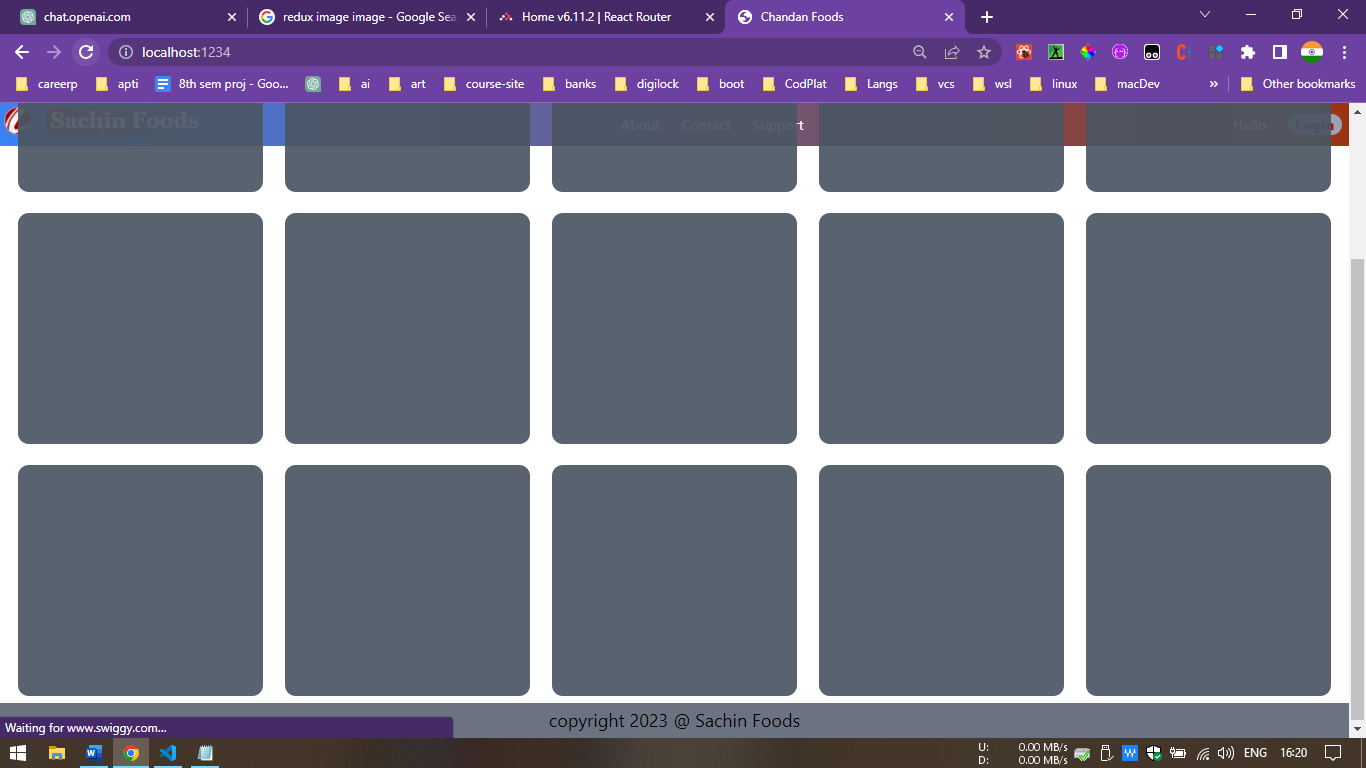 chat.openai.com
redux image image - Google Sea
Home v6.11.2 | React Router
Chandan Foods
localhost:1234
careerp
apti
8th sem proj - Goo...
ai
art
course-site
banks
digilock
boot
CodPlat
Langs
vcs
wsl
linux
macDev
»
Other bookmarks
Sachin Foods
About
Contact
Support
Hello
Login
copyright 2023 @ Sachin Foods
Waiting for www.swiggy.com...
U: 0.00 MB/s
D: 0.00 MB/s
ENG
16:20